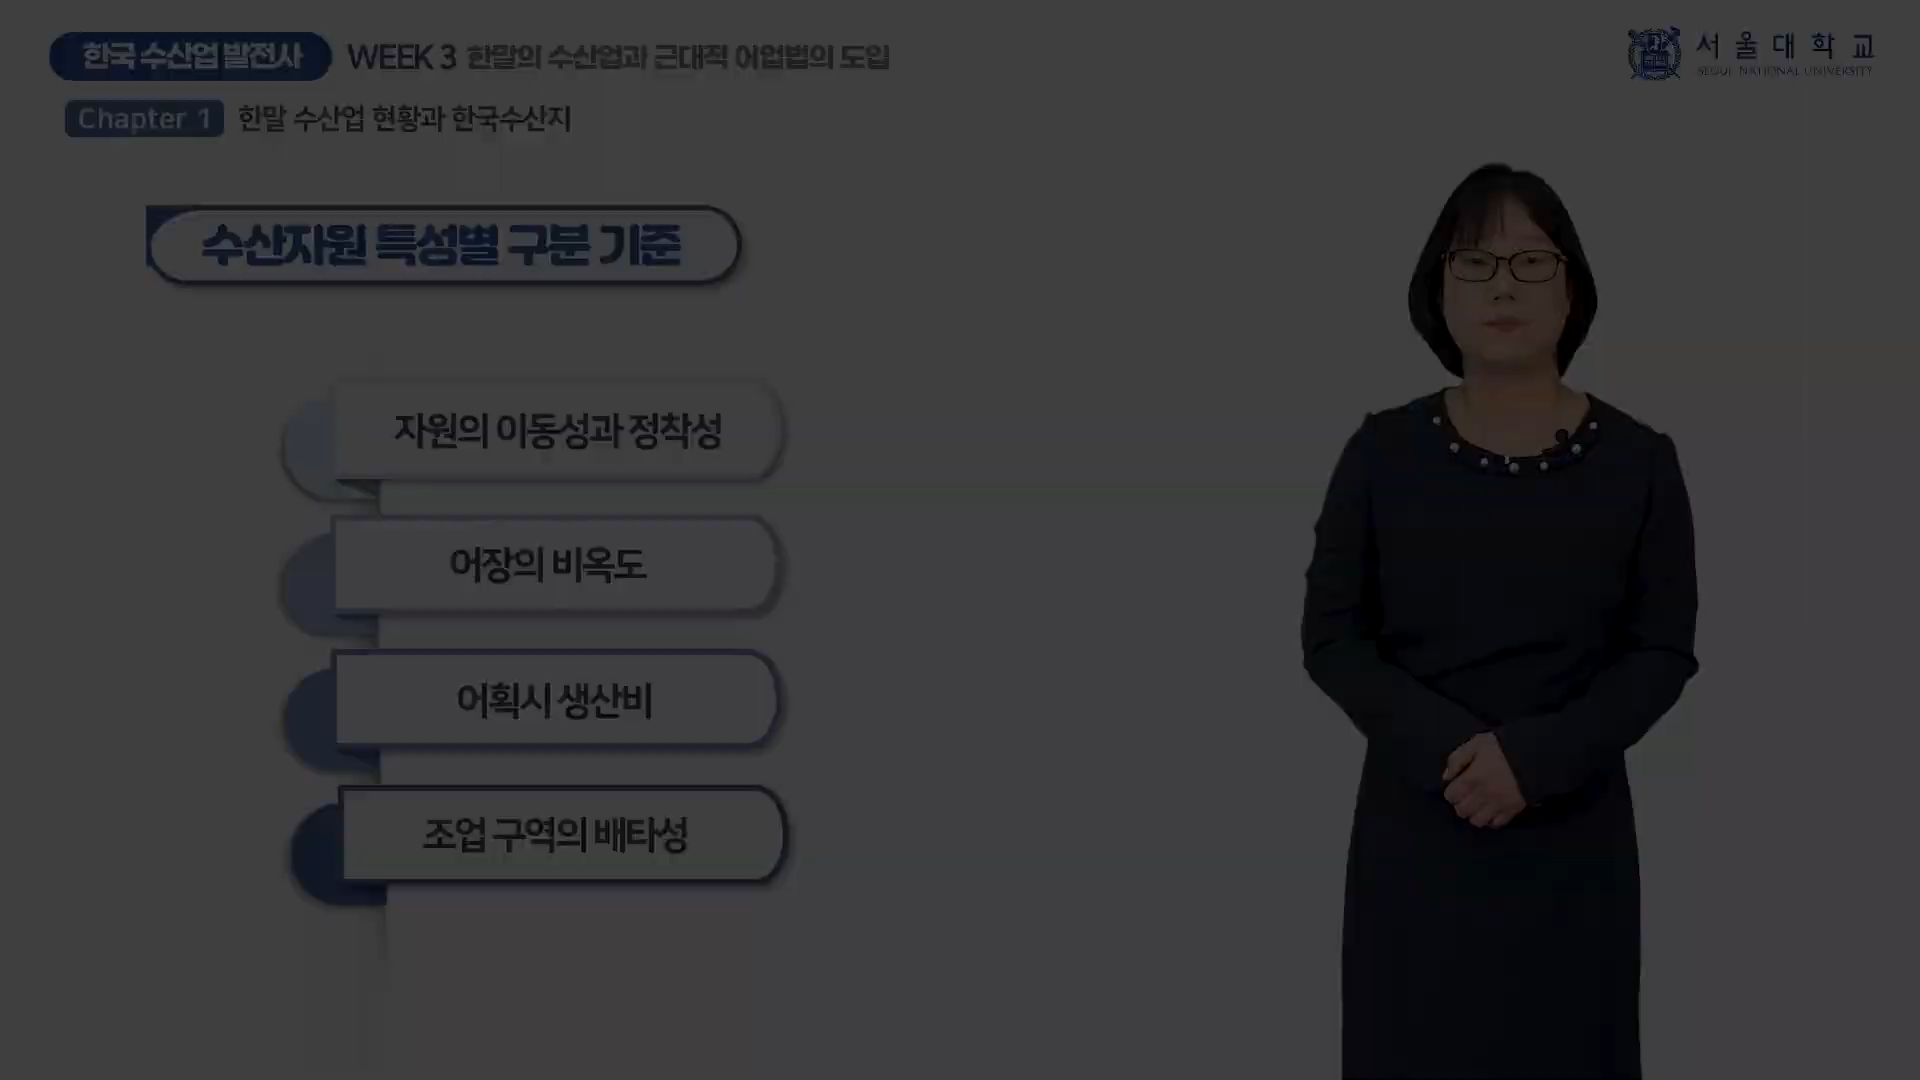 한국 수산업 발전사 WEEK 3 한말의 수산업과 근대적 어업법의 도입
서울대학교
SEOUL NATIONAL UNIVERSITY
Chapter 1 한말 수산업 현황과 한국수산지
수산자원 특성별 구분 기준
자원의 이동성과 정착성
어장의 비옥도
어획시 생산비
조업 구역의 배타성